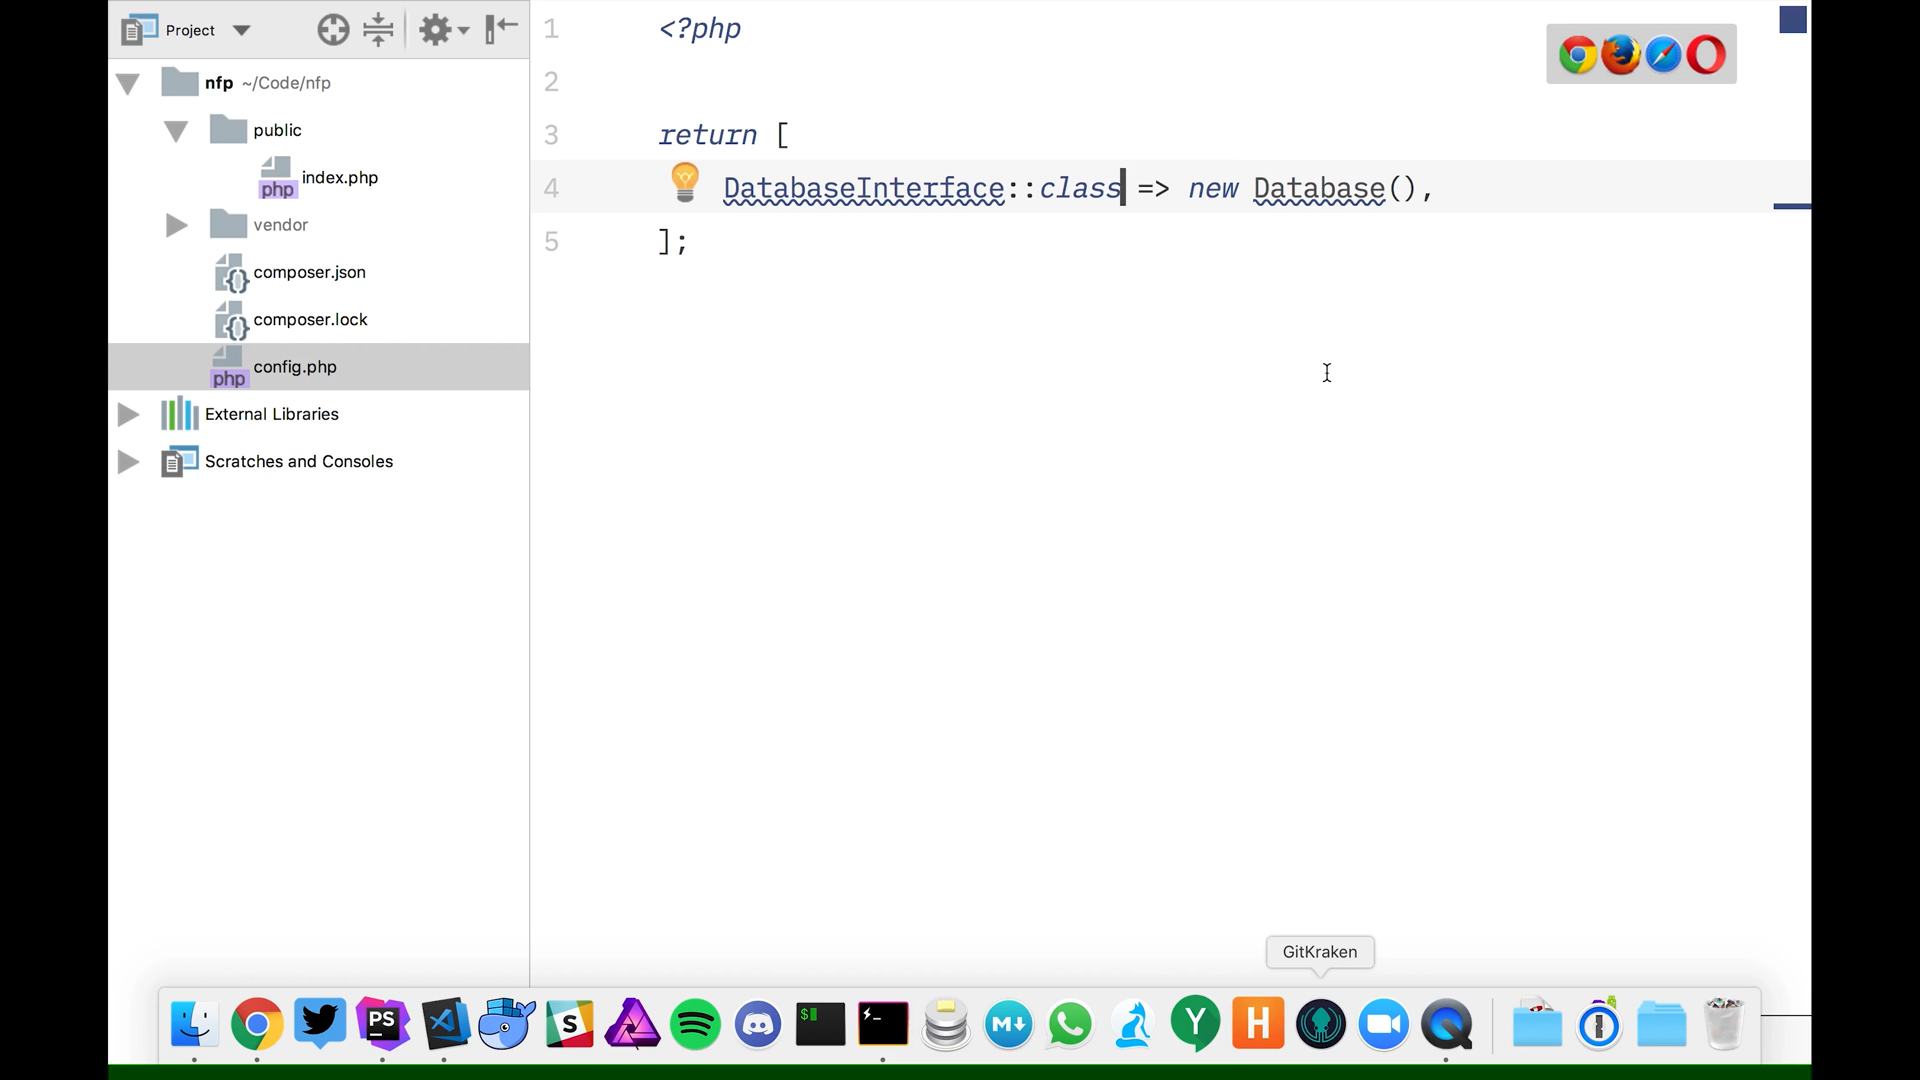 Project
nfp ~/Code/nfp
public
php index.php
vendor
composer.json
composer.lock
php config.php
External Libraries
Scratches and Consoles
1 <?php
2
3 return [
4 DatabaseInterface::class => new Database(),
5 ];
GitKraken
PS
S
$
M
Y
H